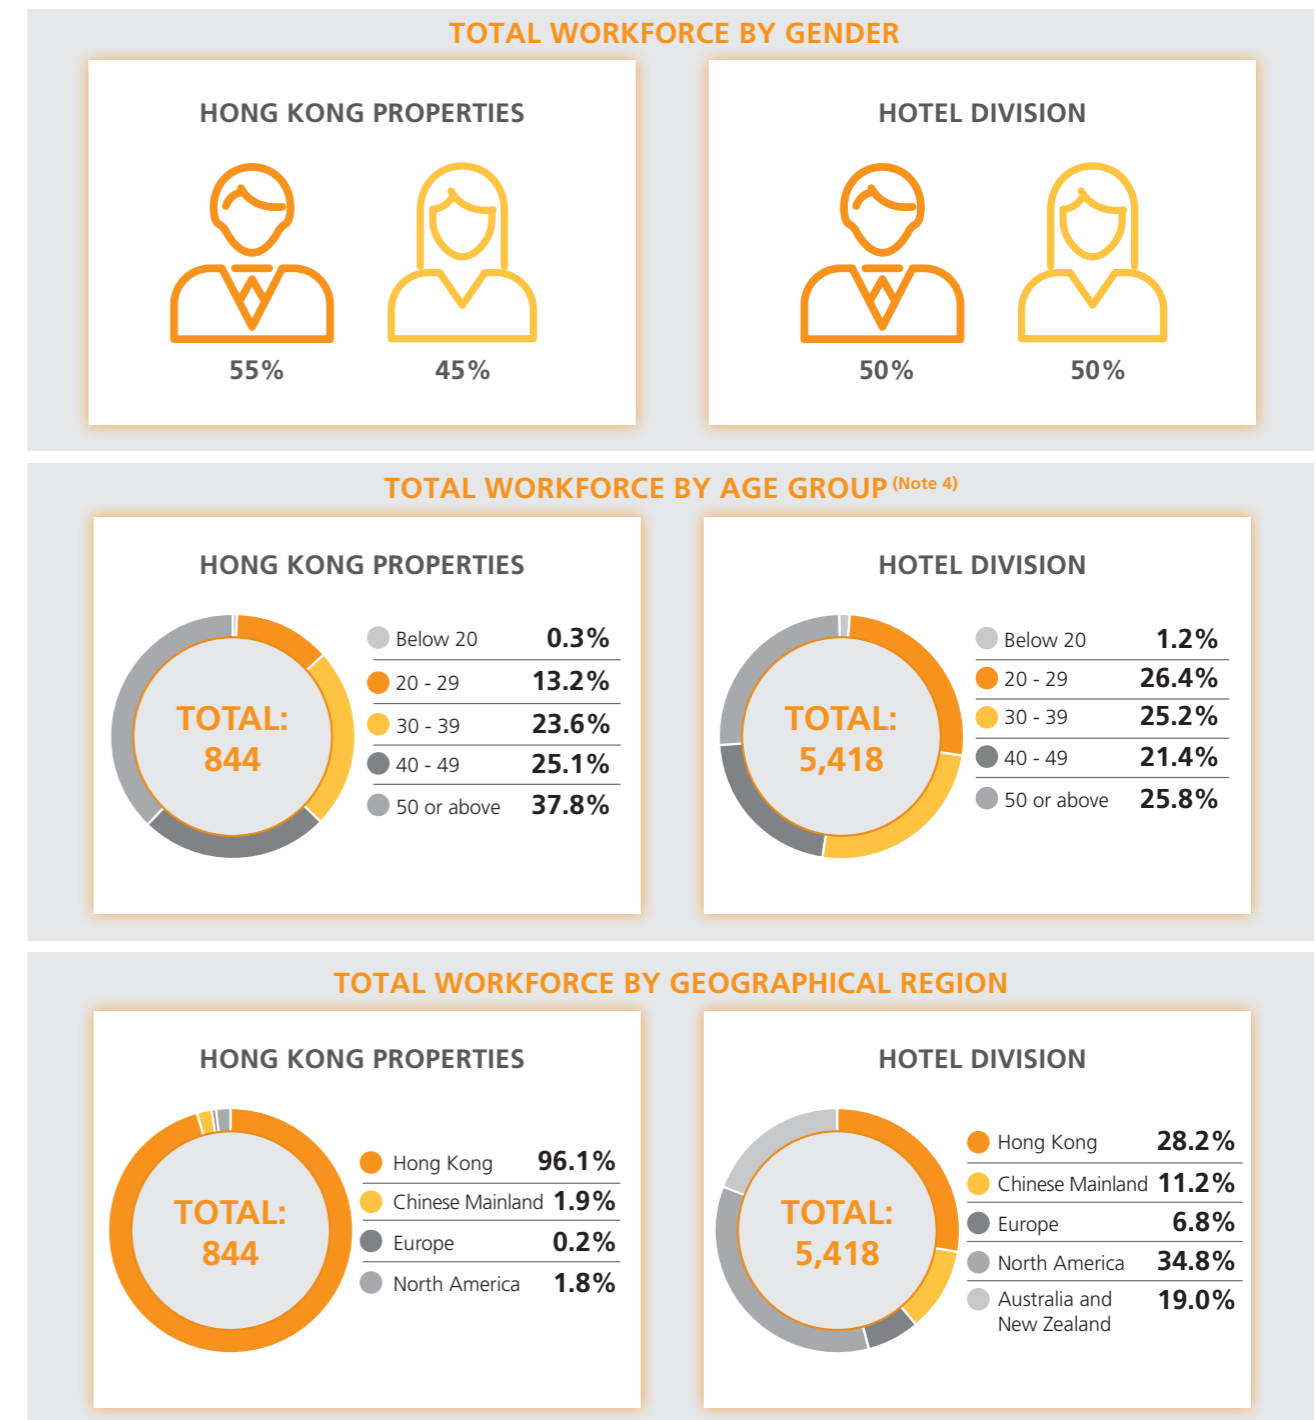 TOTAL WORKFORCE BY GENDER
HONG KONG PROPERTIES
55%
45%
HOTEL DIVISION
50%
50%
TOTAL WORKFORCE BY AGE GROUP (Note 4)
HONG KONG PROPERTIES
TOTAL:
844
Below 20 0.3%
20 - 29 13.2%
30 - 39 23.6%
40 - 49 25.1%
50 or above 37.8%
HOTEL DIVISION
TOTAL:
5,418
Below 20 1.2%
20 - 29 26.4%
30 - 39 25.2%
40 - 49 21.4%
50 or above 25.8%
TOTAL WORKFORCE BY GEOGRAPHICAL REGION
HONG KONG PROPERTIES
TOTAL:
844
Hong Kong 96.1%
Chinese Mainland 1.9%
Europe 0.2%
North America 1.8%
HOTEL DIVISION
TOTAL:
5,418
Hong Kong 28.2%
Chinese Mainland 11.2%
Europe 6.8%
North America 34.8%
Australia and 19.0%
New Zealand